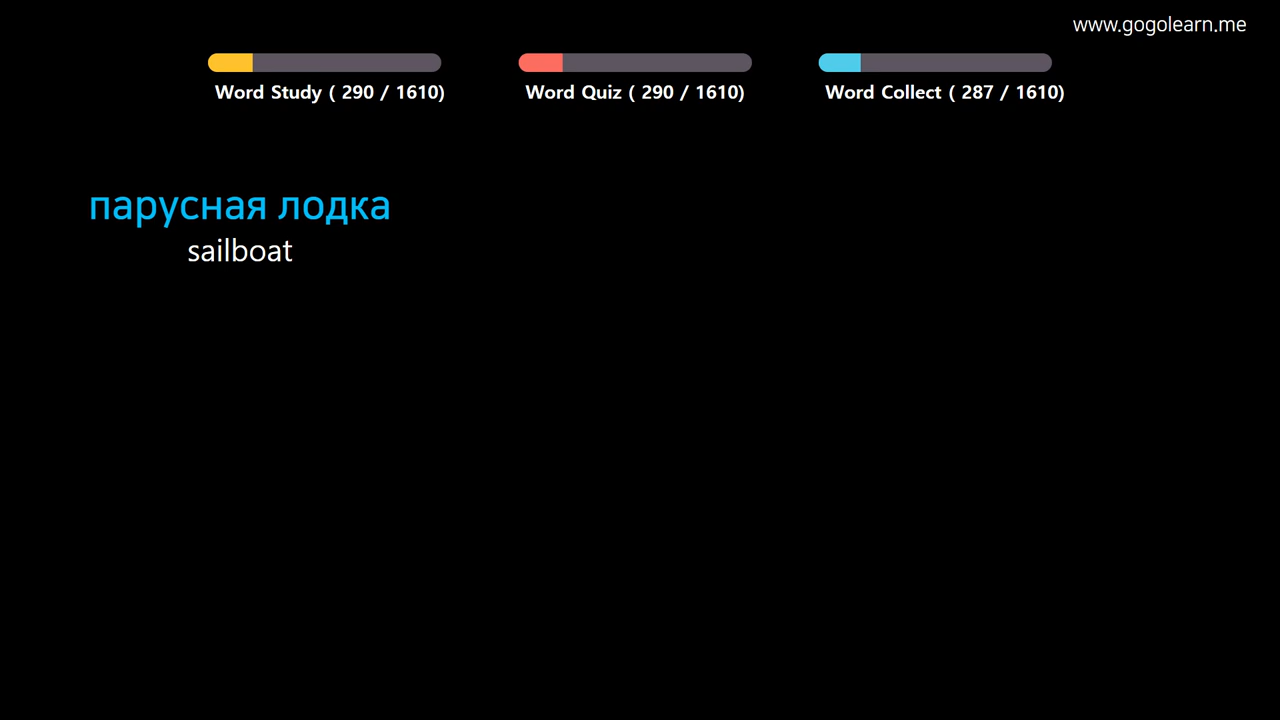 www.gogolearn.me
Word Study ( 290 / 1610)
Word Quiz ( 290 / 1610)
Word Collect ( 287 / 1610)
парусная лодка
sailboat